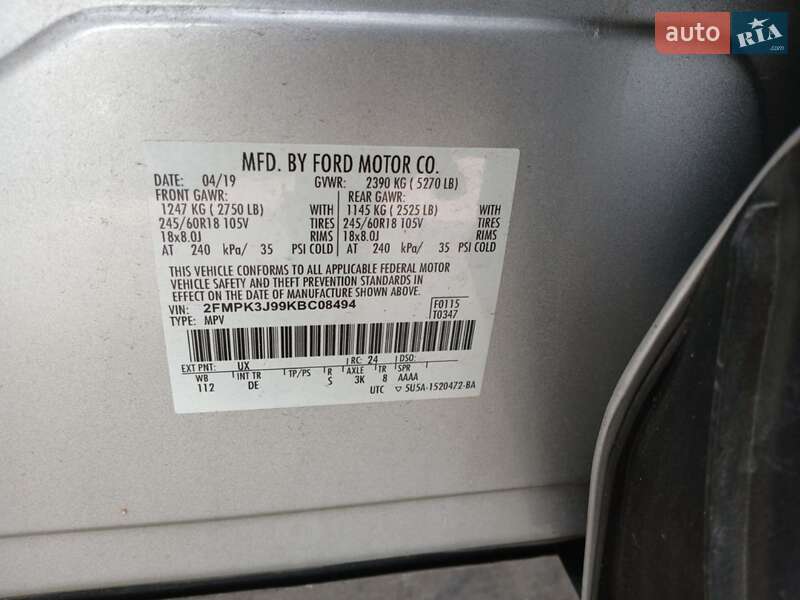 auto RIA.com
MFD. BY FORD MOTOR CO.
DATE: 04/19 GVWR: 2390 KG ( 5270 LB)
FRONT GAWR: REAR GAWR:
1247 KG ( 2750 LB) WITH 1145 KG ( 2525 LB) WITH
245/60R18 105V TIRES 245/60R18 105V TIRES
18x8.0J RIMS 18x8.0J RIMS
AT 240 kPa/ 35 PSI COLD AT 240 kPa/ 35 PSI COLD
THIS VEHICLE CONFORMS TO ALL APPLICABLE FEDERAL MOTOR
VEHICLE SAFETY AND THEFT PREVENTION STANDARDS IN
EFFECT ON THE DATE OF MANUFACTURE SHOWN ABOVE.
VIN: 2FMPK3J99KBC08494 F0115
TYPE: MPV T0347
EXT PNT: UX RC: 24 DSO:
WB INT TR TP/PS R AXLE TR SPR
112 DE S 3K 8 AAAA
UTC ▽ 5U5A-1520472-BA